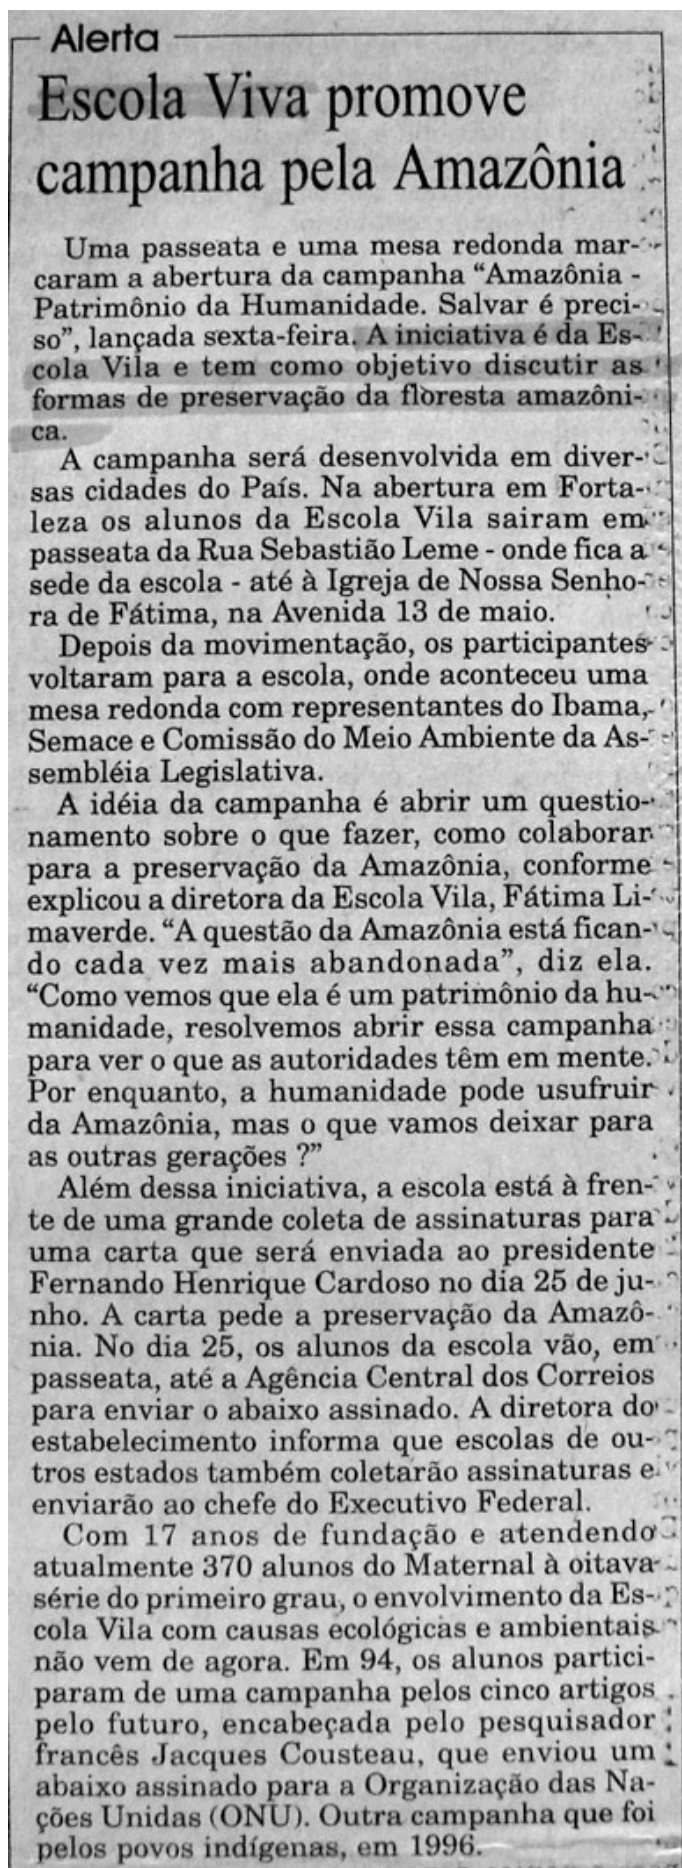 Alerta
Escola Viva promove
campanha pela Amazônia
Uma passeata e uma mesa redonda mar-
caram a abertura da campanha “Amazônia -
Patrimônio da Humanidade. Salvar é preci-
so”, lançada sexta-feira. A iniciativa é da Es-
cola Vila e tem como objetivo discutir as
formas de preservação da floresta amazôni-
ca.
A campanha será desenvolvida em diver-
sas cidades do País. Na abertura em Forta-
leza os alunos da Escola Vila sairam em
passeata da Rua Sebastião Leme - onde fica a
sede da escola - até à Igreja de Nossa Senho-
ra de Fátima, na Avenida 13 de maio.
Depois da movimentação, os participantes
voltaram para a escola, onde aconteceu uma
mesa redonda com representantes do Ibama,
Semace e Comissão do Meio Ambiente da As-
sembléia Legislativa.
A idéia da campanha é abrir um questio-
namento sobre o que fazer, como colaborar
para a preservação da Amazônia, conforme
explicou a diretora da Escola Vila, Fátima Li-
maverde. “A questão da Amazônia está fican-
do cada vez mais abandonada”, diz ela.
“Como vemos que ela é um patrimônio da hu-
manidade, resolvemos abrir essa campanha
para ver o que as autoridades têm em mente.
Por enquanto, a humanidade pode usufruir
da Amazônia, mas o que vamos deixar para
as outras gerações ?”
Além dessa iniciativa, a escola está à fren-
te de uma grande coleta de assinaturas para
uma carta que será enviada ao presidente
Fernando Henrique Cardoso no dia 25 de ju-
nho. A carta pede a preservação da Amazô-
nia. No dia 25, os alunos da escola vão, em
passeata, até a Agência Central dos Correios
para enviar o abaixo assinado. A diretora do
estabelecimento informa que escolas de ou-
tros estados também coletarão assinaturas e
enviarão ao chefe do Executivo Federal.
Com 17 anos de fundação e atendendo
atualmente 370 alunos do Maternal à oitava
série do primeiro grau, o envolvimento da Es-
cola Vila com causas ecológicas e ambientais
não vem de agora. Em 94, os alunos partici-
param de uma campanha pelos cinco artigos
pelo futuro, encabeçada pelo pesquisador
francês Jacques Cousteau, que enviou um
abaixo assinado para a Organização das Na-
ções Unidas (ONU). Outra campanha que foi
pelos povos indígenas, em 1996.